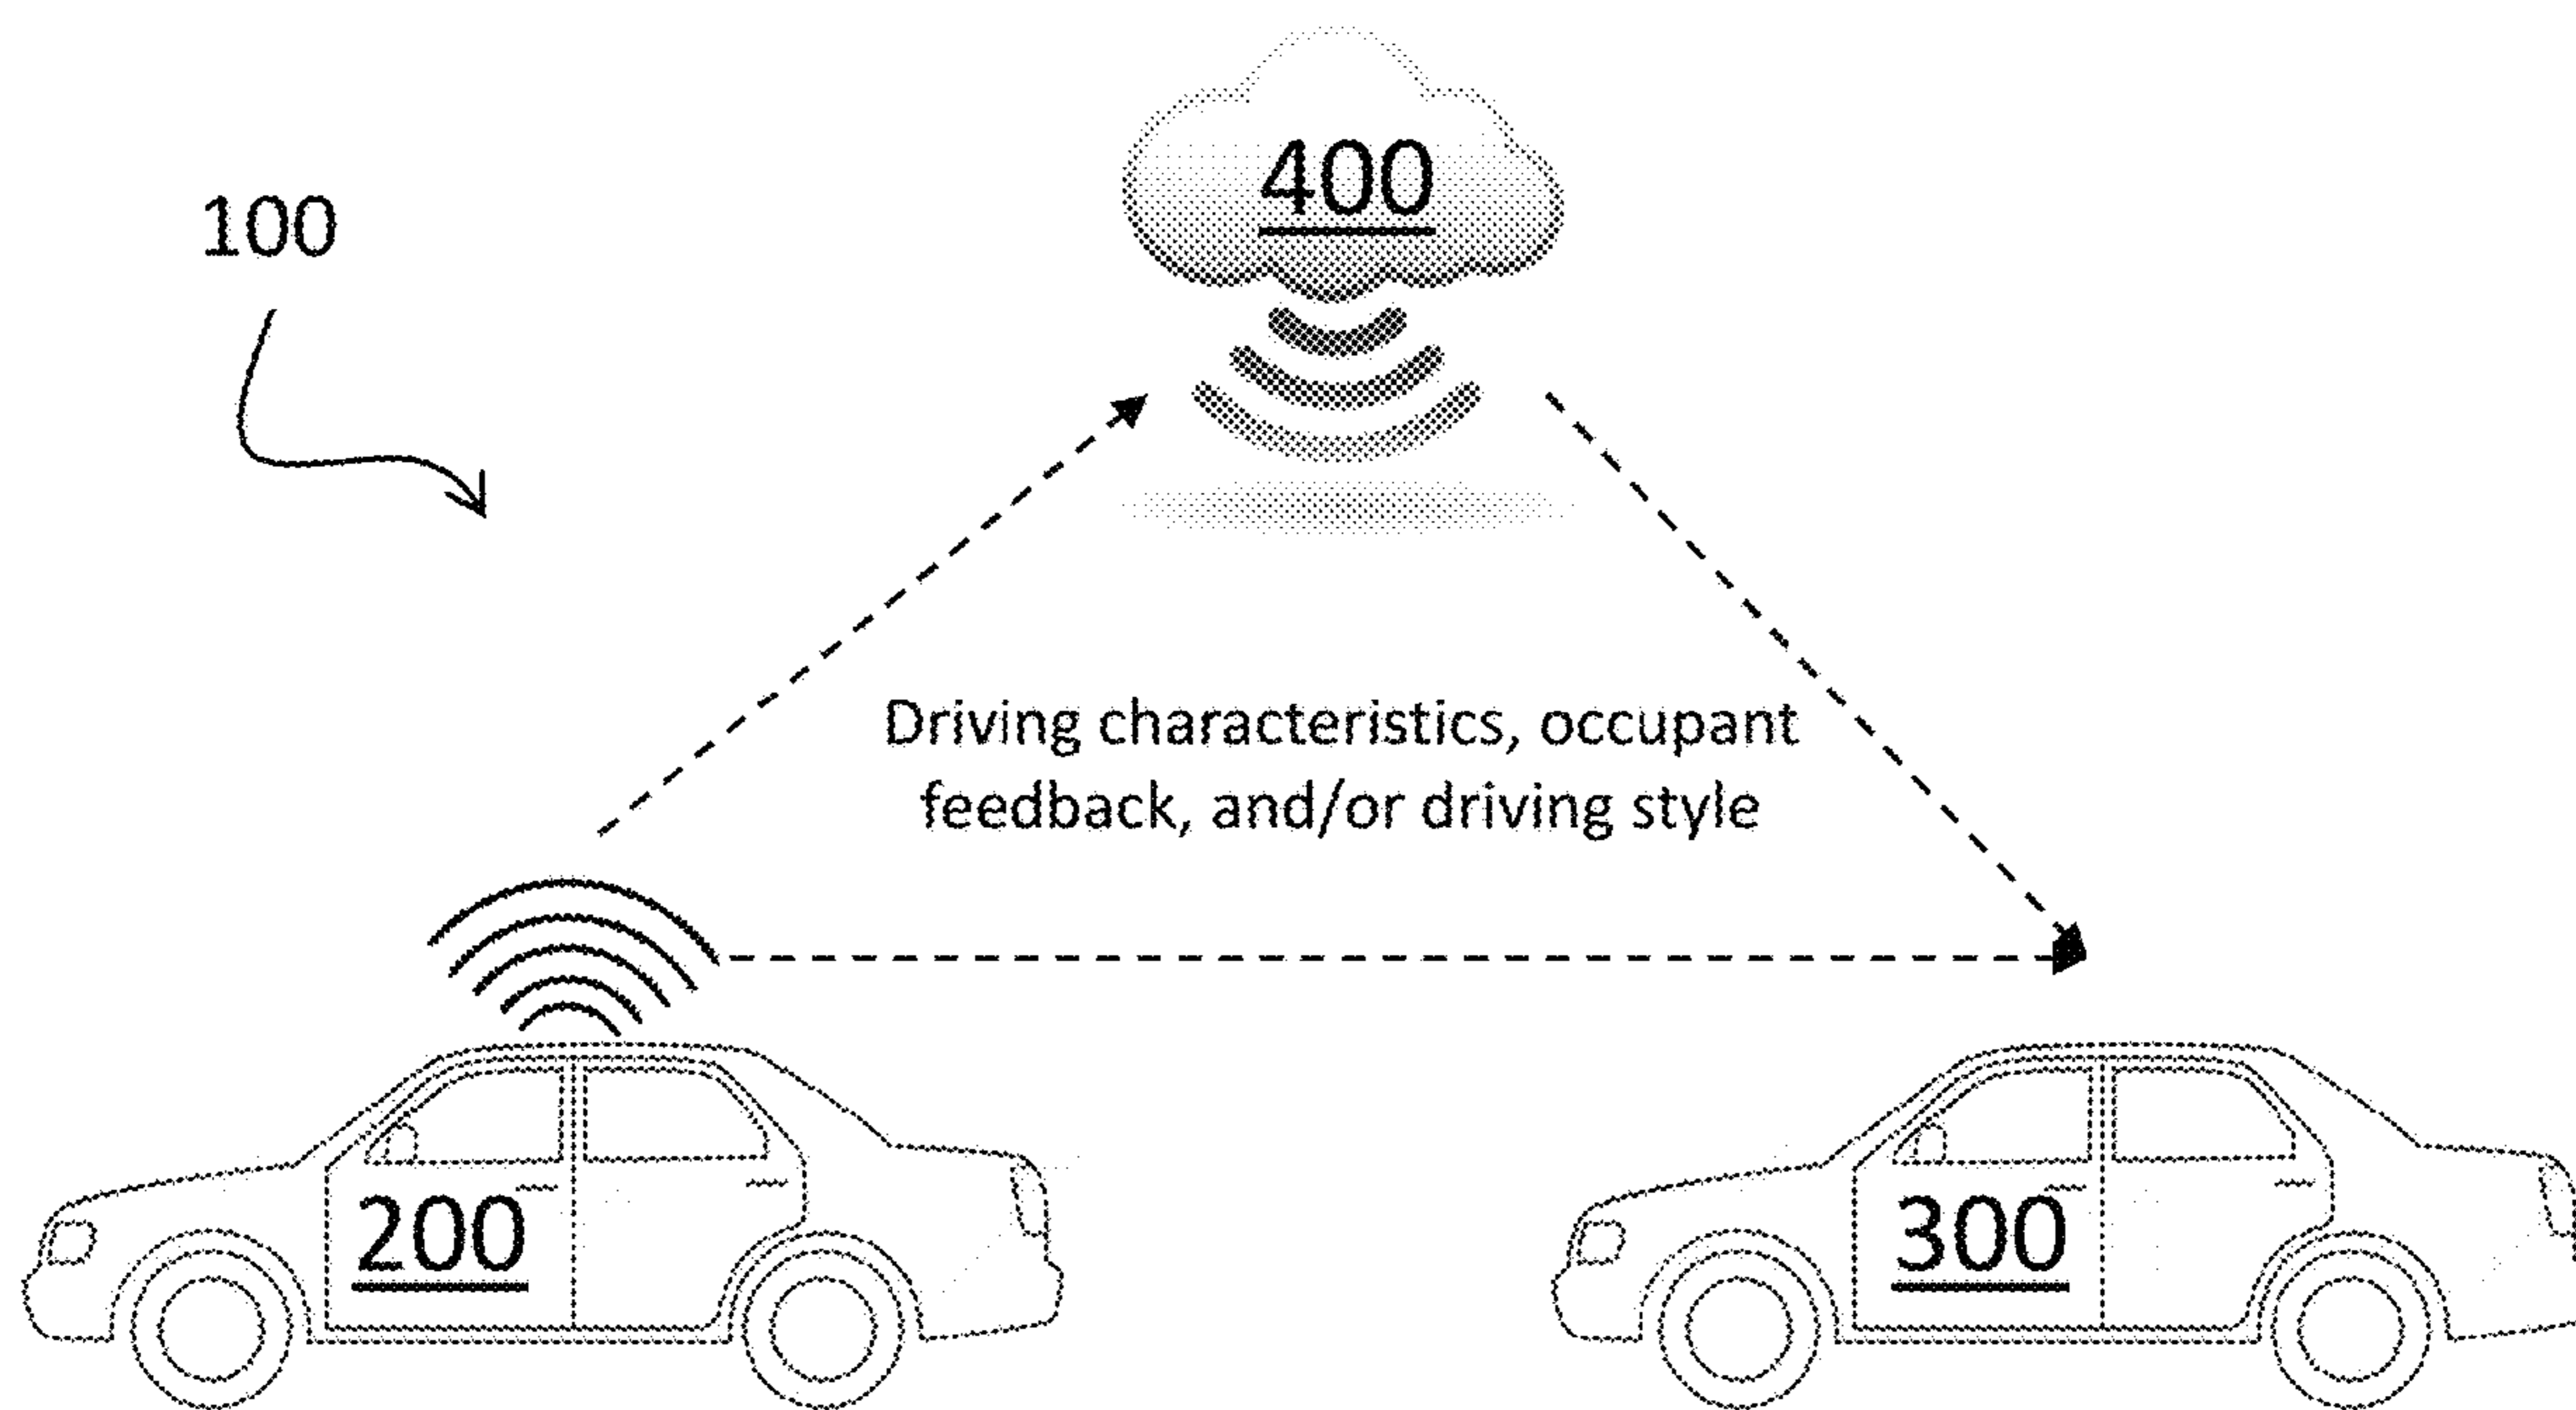 400
100
Driving characteristics, occupant
feedback, and/or driving style
200
300